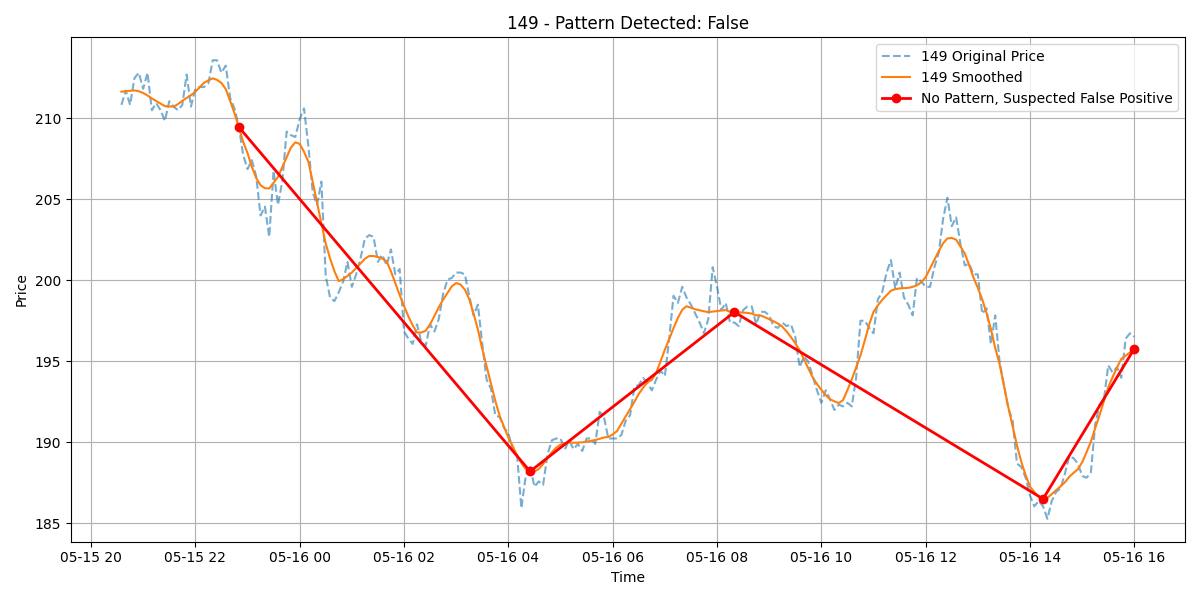 149 - Pattern Detected: False
149 Original Price
149 Smoothed
No Pattern, Suspected False Positive
Price
210
205
200
195
190
185
05-15 20 05-15 22 05-16 00 05-16 02 05-16 04 05-16 06 05-16 08 05-16 10 05-16 12 05-16 14 05-16 16
Time